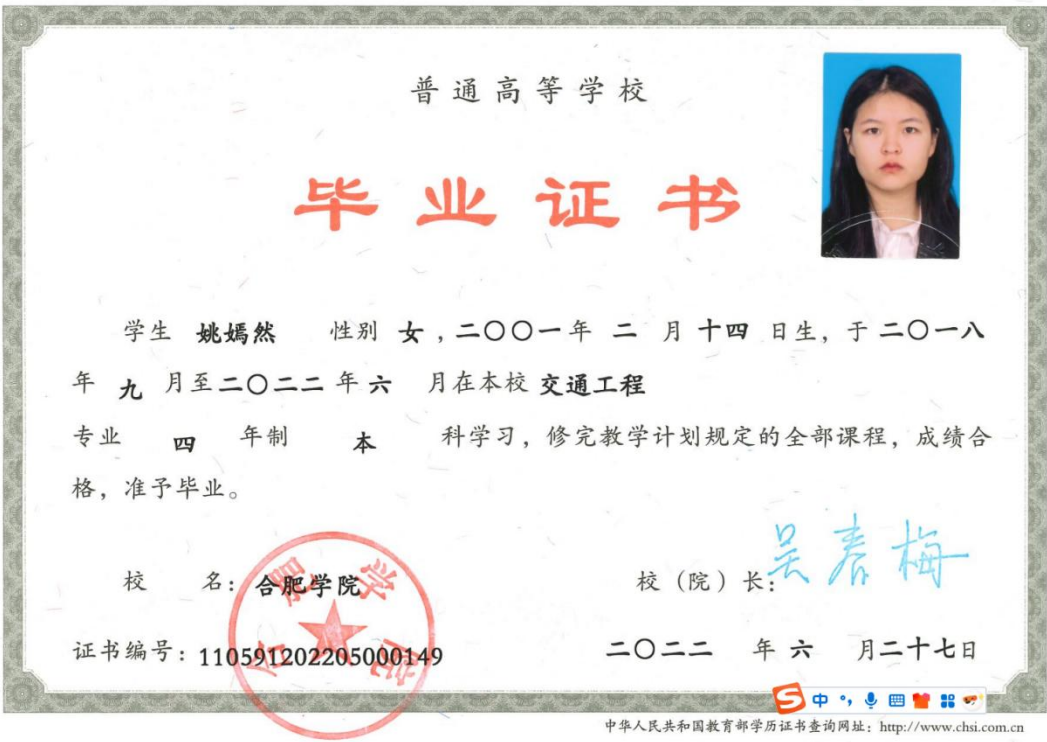 普通高等学校
毕业证书
学生 姚嫣然 性别 女，二〇〇一年 二 月 十四 日生，于 二〇一八
年 九 月至 二〇二二 年 六 月在本校 交通工程
专业 四 年制 本 科学习，修完教学计划规定的全部课程，成绩合
格，准予毕业。
校 名：合肥学院
校（院）长：吴春梅
合肥学院
证书编号：110591202205000149
二〇二二 年 六 月二十七日
中
中华人民共和国教育部学历证书查询网址：http://www.chsi.com.cn